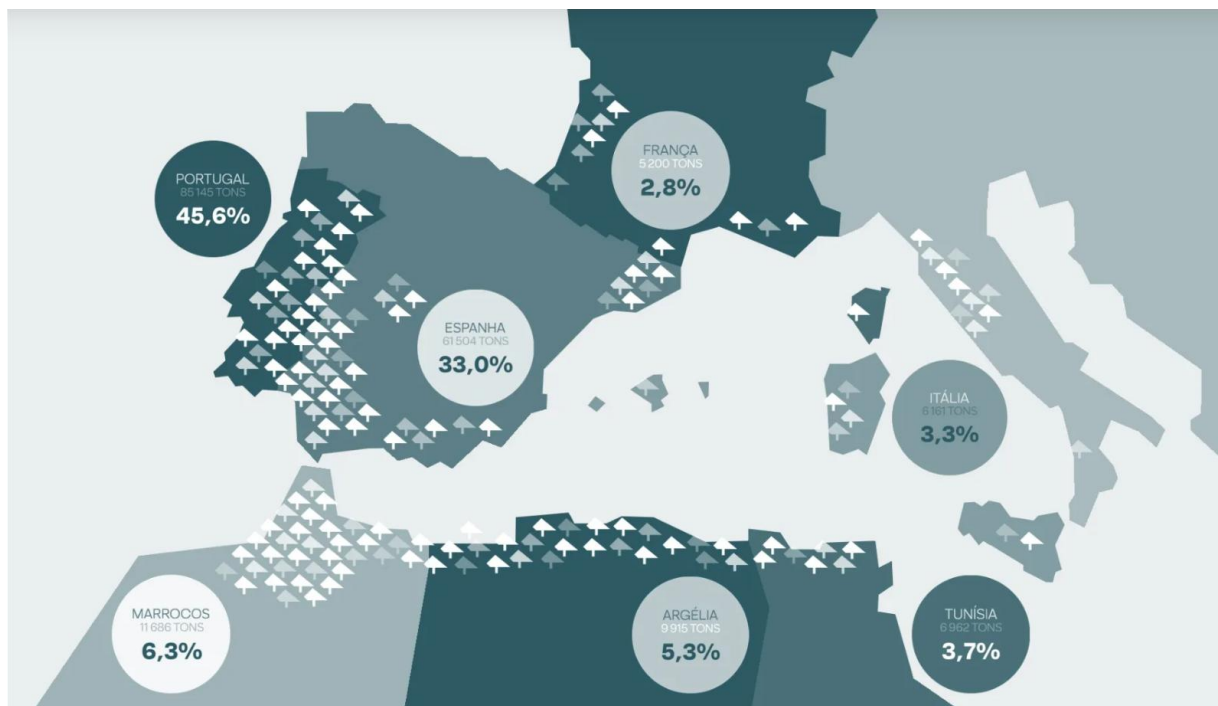 PORTUGAL
85 145 TONS
45,6%
FRANÇA
5 200 TONS
2,8%
ESPANHA
61 504 TONS
33,0%
ITÁLIA
6 161 TONS
3,3%
MARROCOS
11 686 TONS
6,3%
ARGÉLIA
9 915 TONS
5,3%
TUNÍSIA
6 962 TONS
3,7%